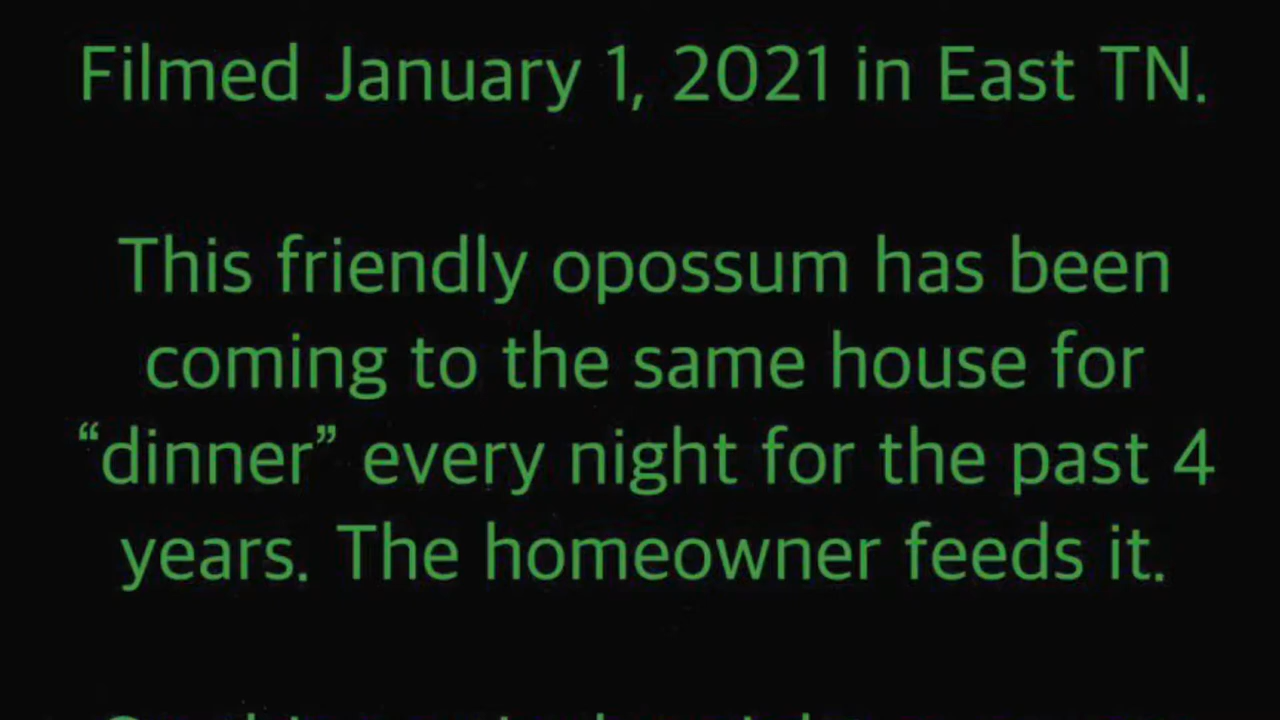 Filmed January 1, 2021 in East TN.
This friendly opossum has been
coming to the same house for
“dinner” every night for the past 4
years. The homeowner feeds it.